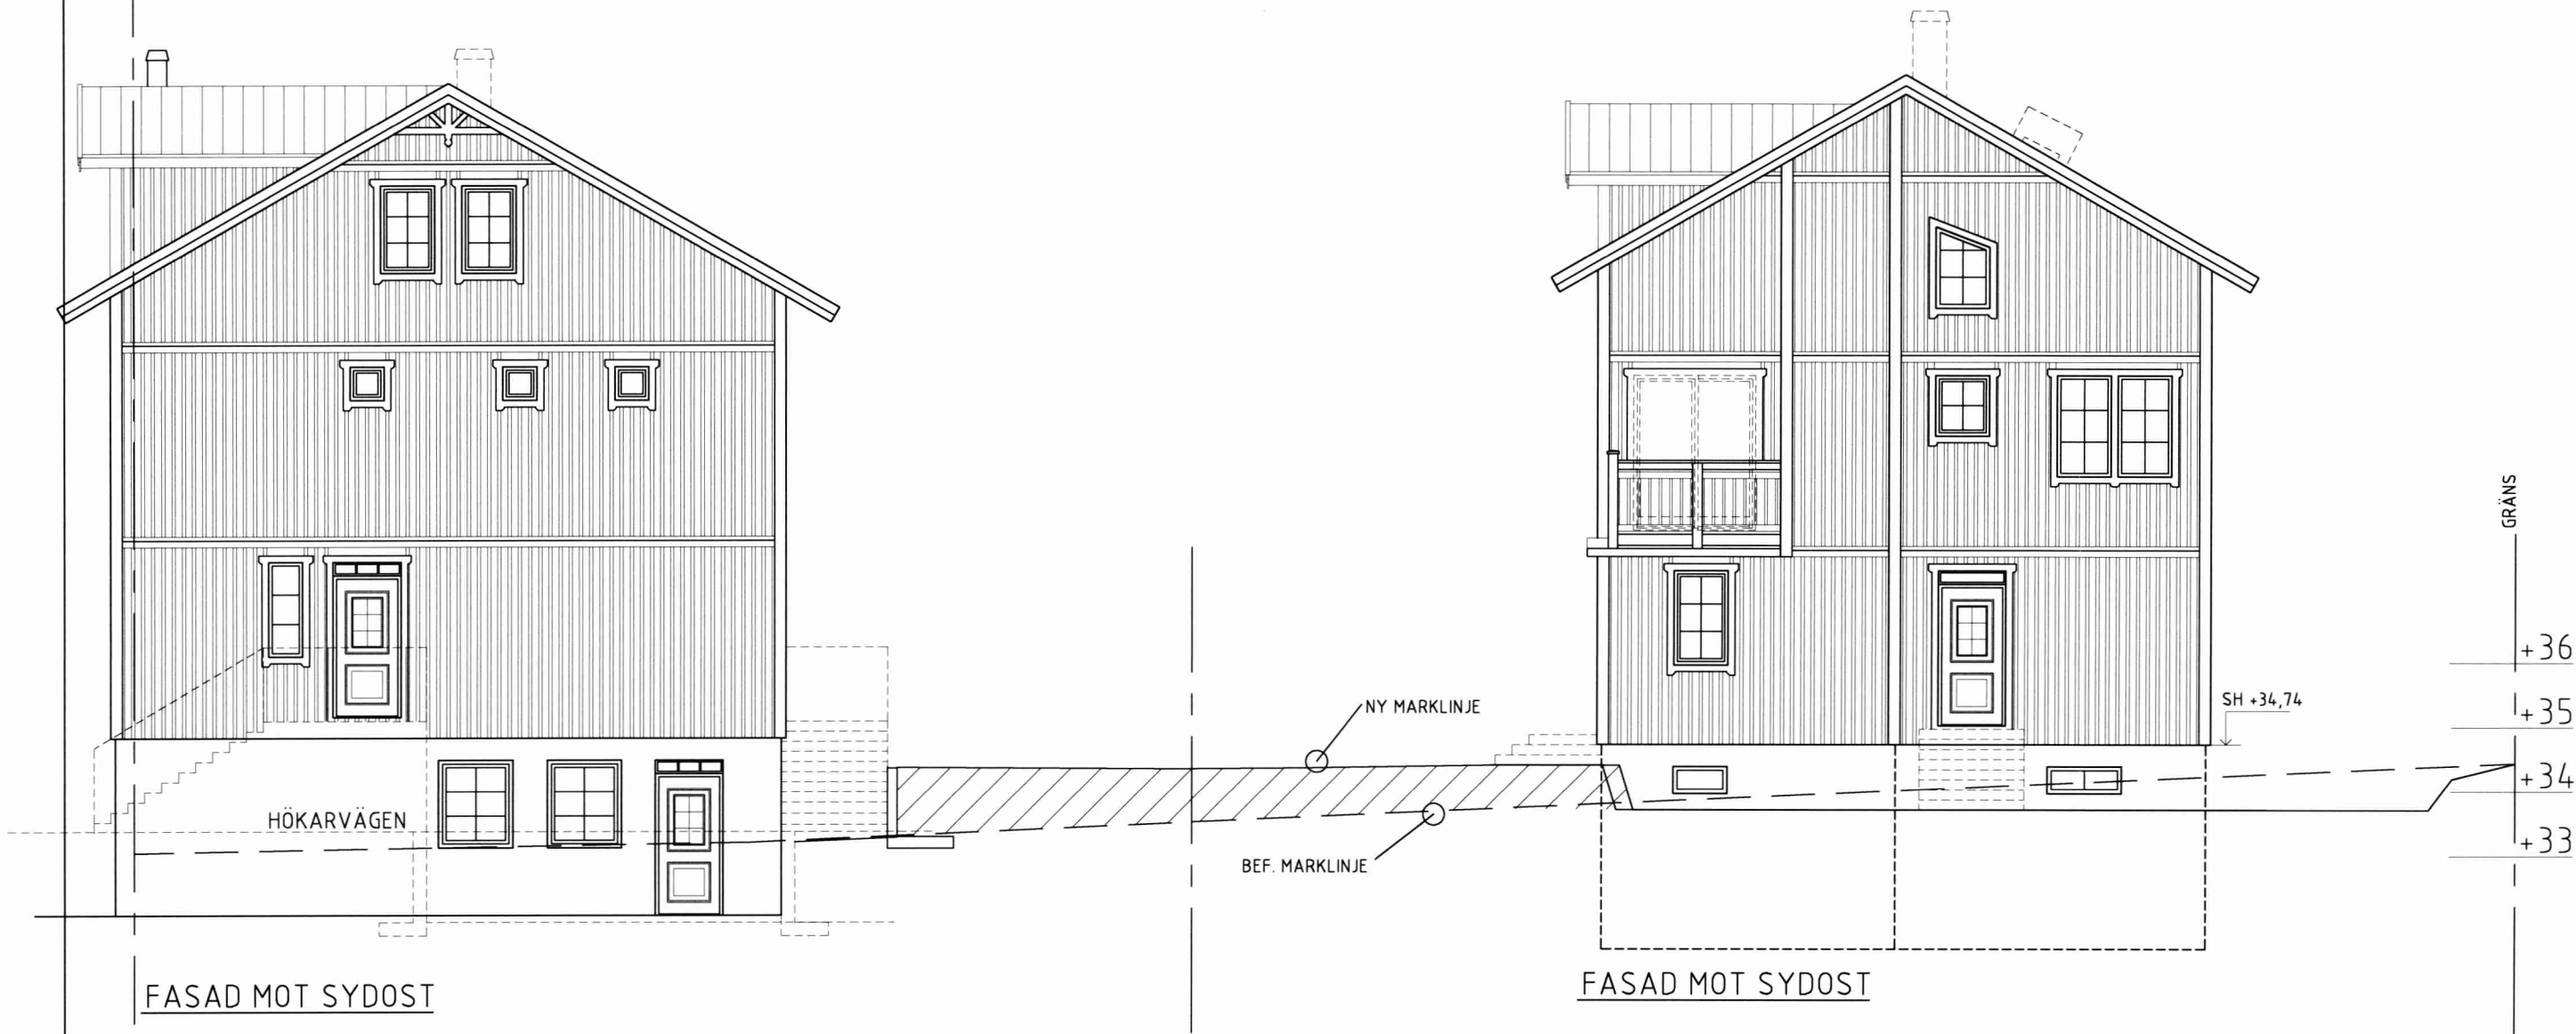 GRÄNS
+36
NY MARKLINJE
SH +34,74
+35
+34
HÖKARVÄGEN
+33
BEF. MARKLINJE
FASAD MOT SYDOST
FASAD MOT SYDOST